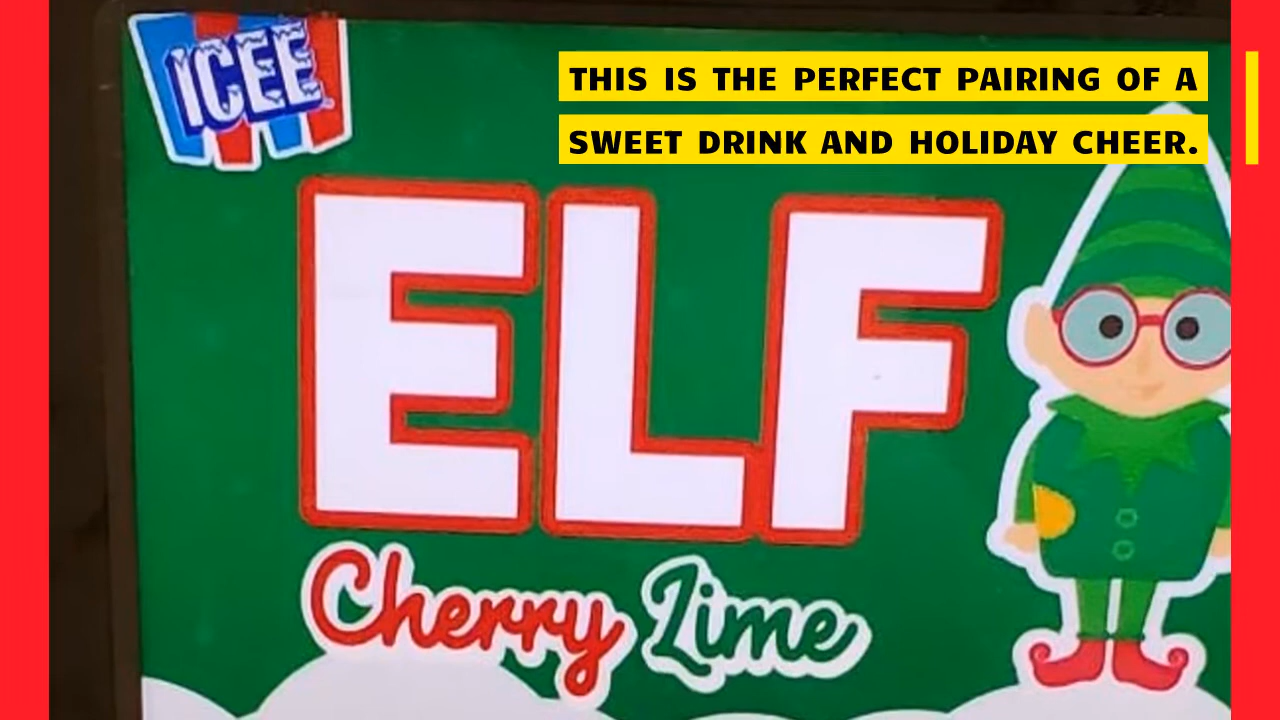 ICEE
THIS IS THE PERFECT PAIRING OF A
SWEET DRINK AND HOLIDAY CHEER.
ELF
Cherry Lime